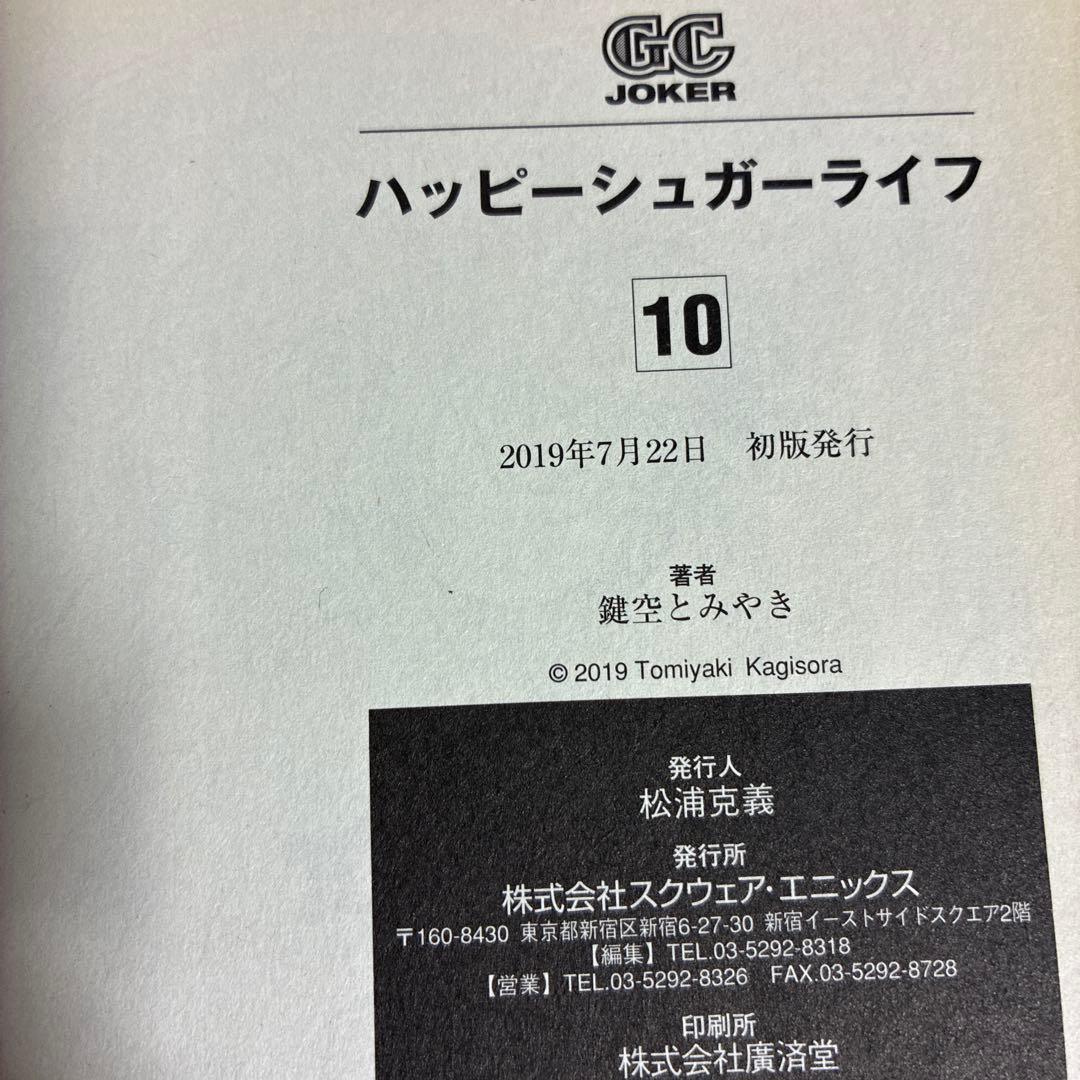 GC
JOKER
ハッピーシュガーライフ
10
2019年7月22日　初版発行
著者
鍵空とみやき
© 2019 Tomiyaki Kagisora
発行人
松浦克義
発行所
株式会社スクウェア・エニックス
〒160-8430 東京都新宿区新宿6-27-30 新宿イーストサイドスクエア2階
【編集】TEL.03-5292-8318
【営業】TEL.03-5292-8326　FAX.03-5292-8728
印刷所
株式会社廣済堂